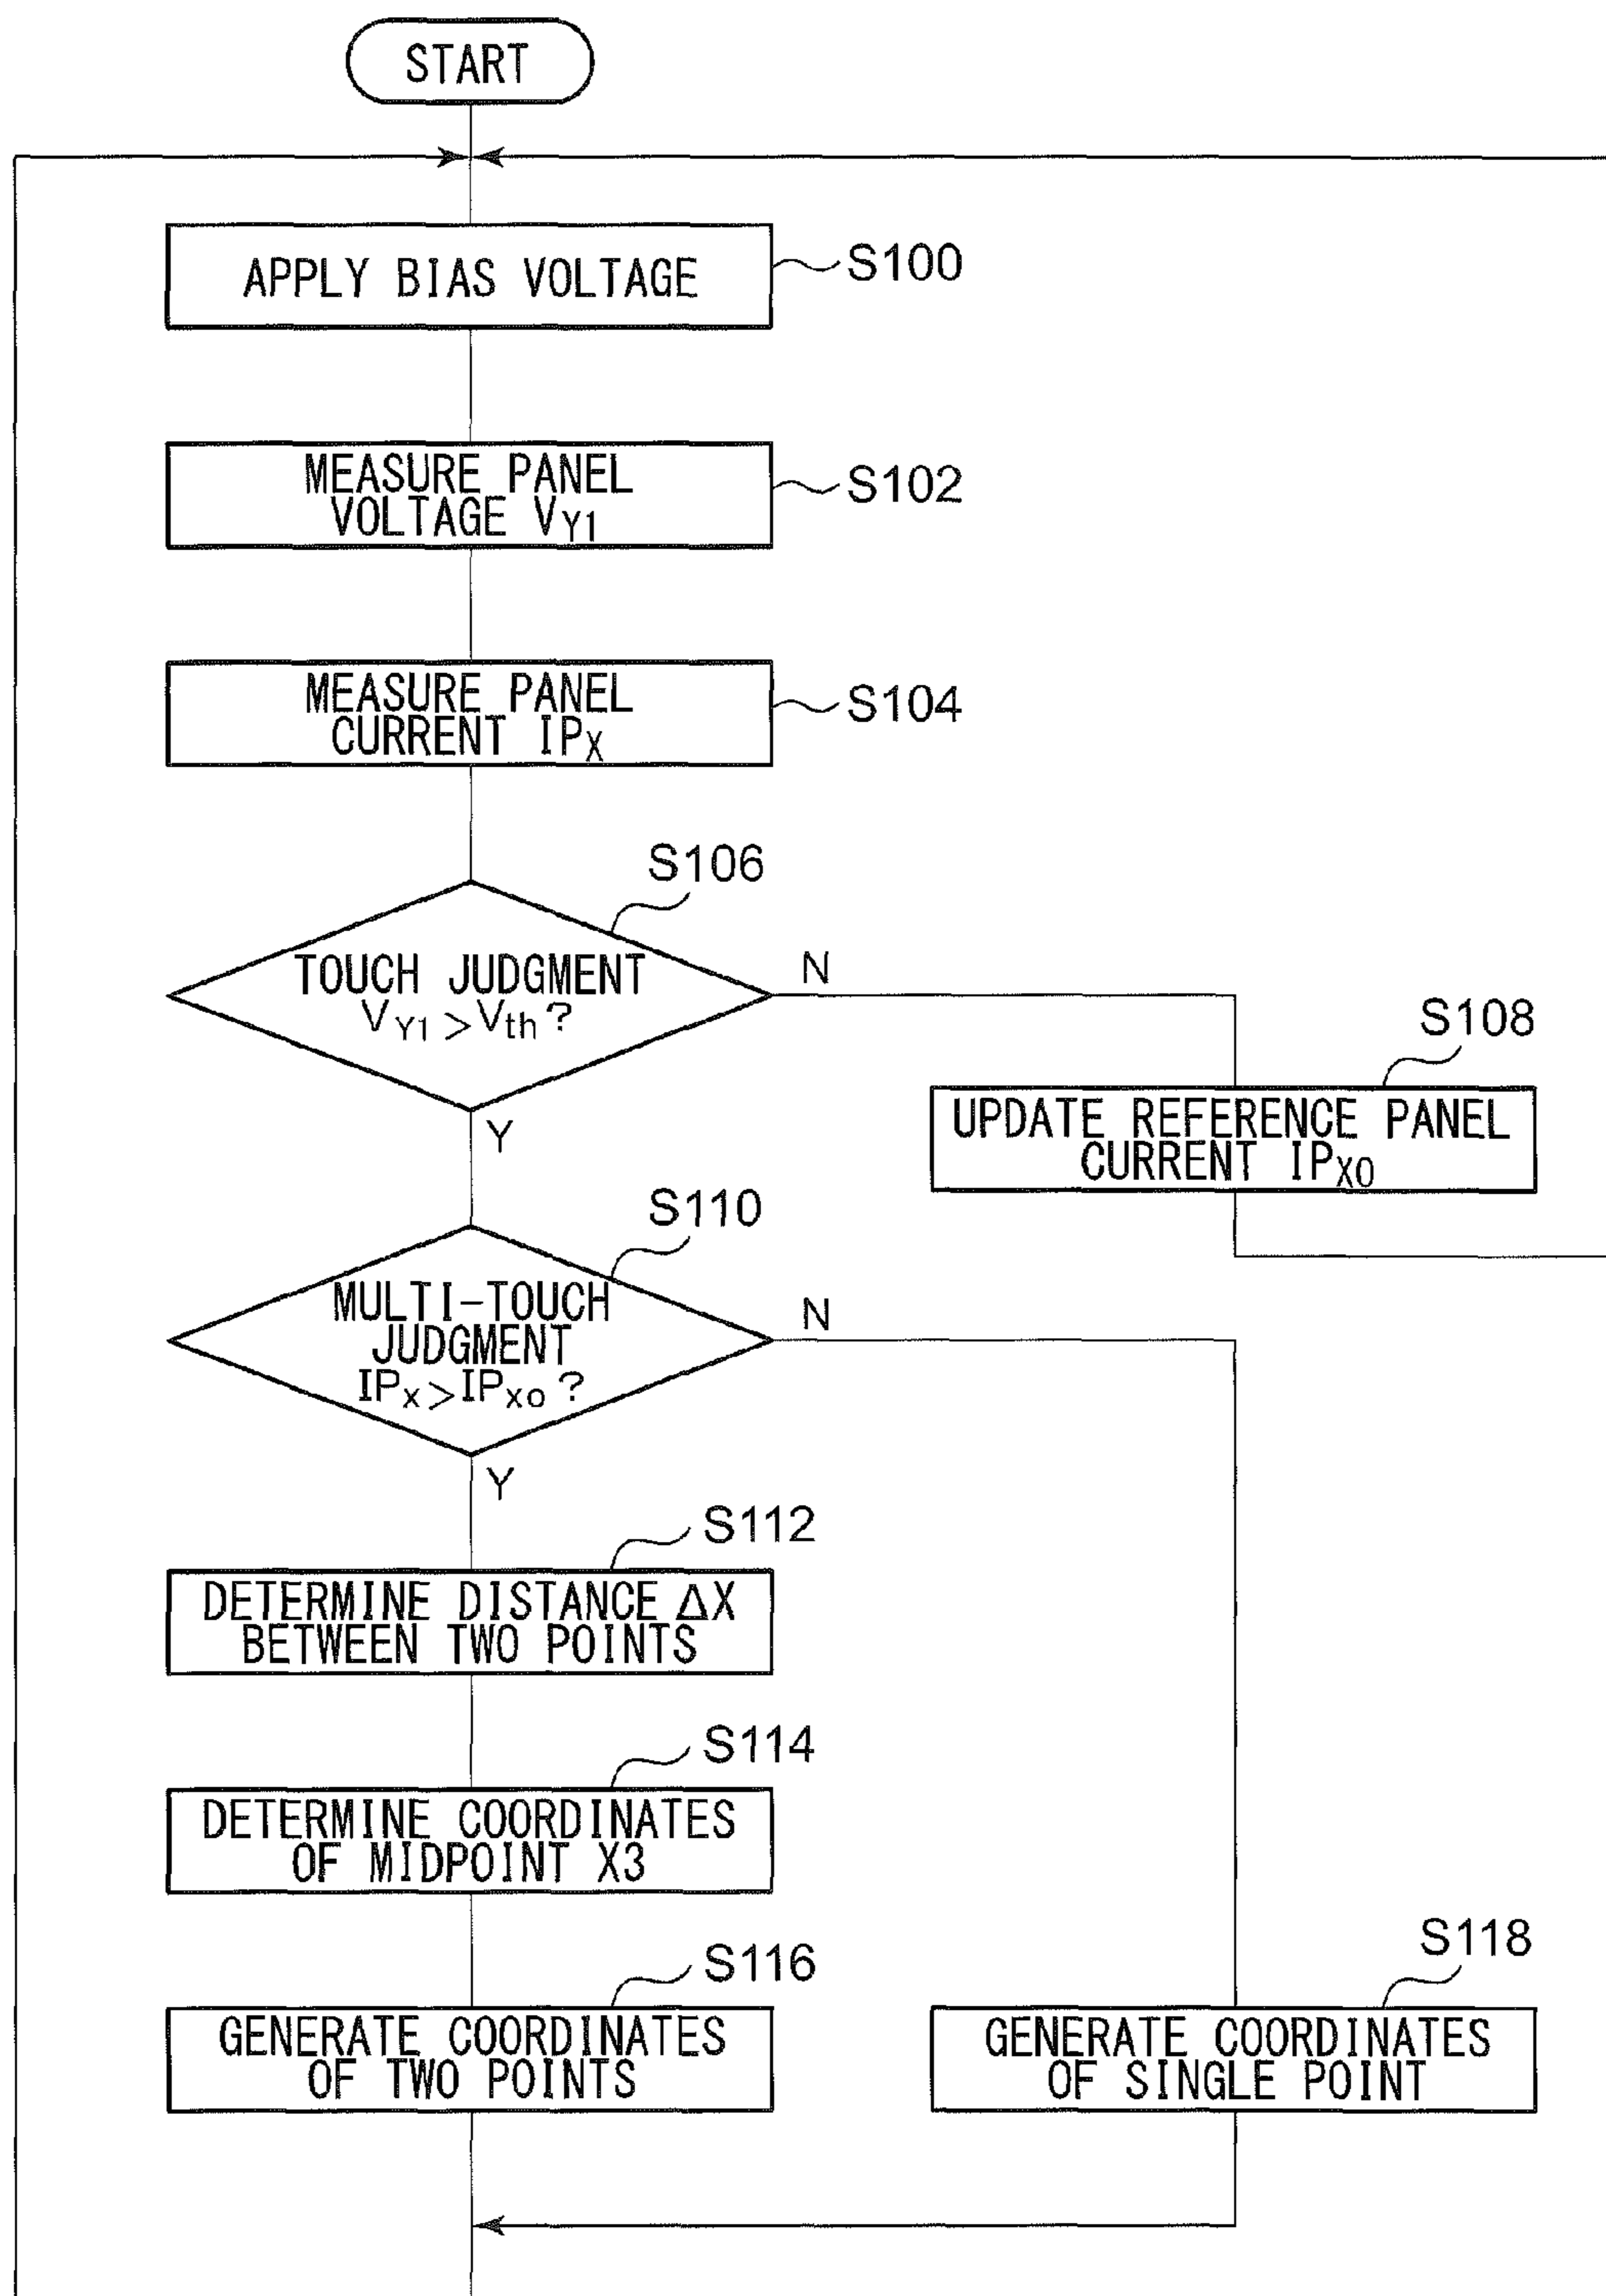 START
APPLY BIAS VOLTAGE
S100
MEASURE PANEL
VOLTAGE VY1
S102
MEASURE PANEL
CURRENT IPX
S104
S106
TOUCH JUDGMENT
VY1 > Vth ?
N
Y
S108
UPDATE REFERENCE PANEL
CURRENT IPX0
S110
MULTI-TOUCH
JUDGMENT
IPx > IPxo ?
N
Y
S112
DETERMINE DISTANCE ΔX
BETWEEN TWO POINTS
S114
DETERMINE COORDINATES
OF MIDPOINT X3
S116
GENERATE COORDINATES
OF TWO POINTS
S118
GENERATE COORDINATES
OF SINGLE POINT